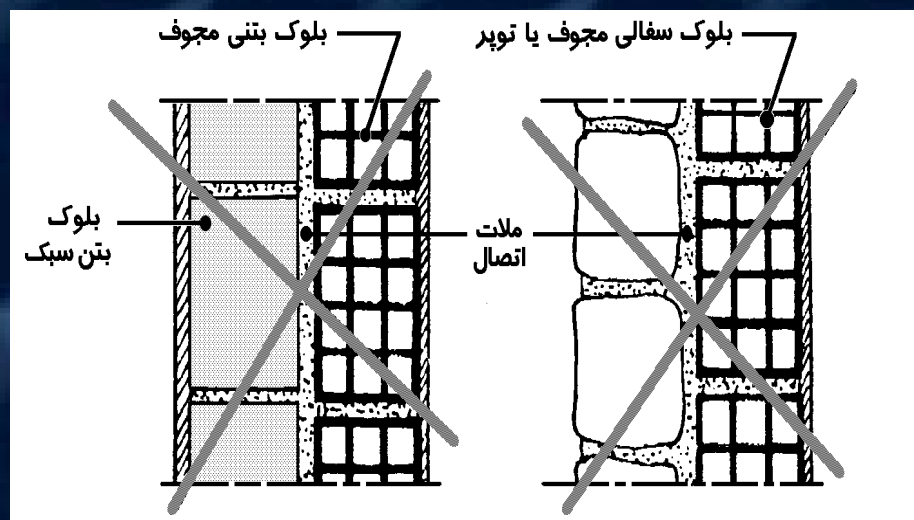 بلوک سفالی مجوف یا توپر
بلوک بتنی مجوف
ملات
اتصال
بلوک
بتن سبک